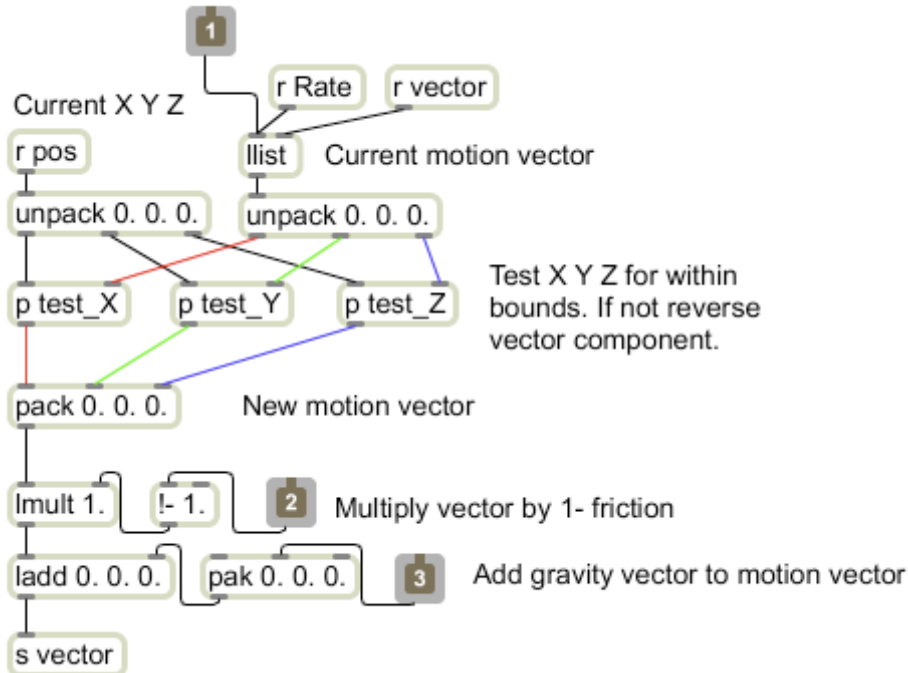 1
r Rate
r vector
Current X Y Z
r pos
llist
Current motion vector
unpack 0. 0. 0.
unpack 0. 0. 0.
p test_X
p test_Y
p test_Z
Test X Y Z for within
bounds. If not reverse
vector component.
pack 0. 0. 0.
New motion vector
lmult 1.
!- 1.
2
Multiply vector by 1- friction
ladd 0. 0. 0.
pak 0. 0. 0.
3
Add gravity vector to motion vector
s vector